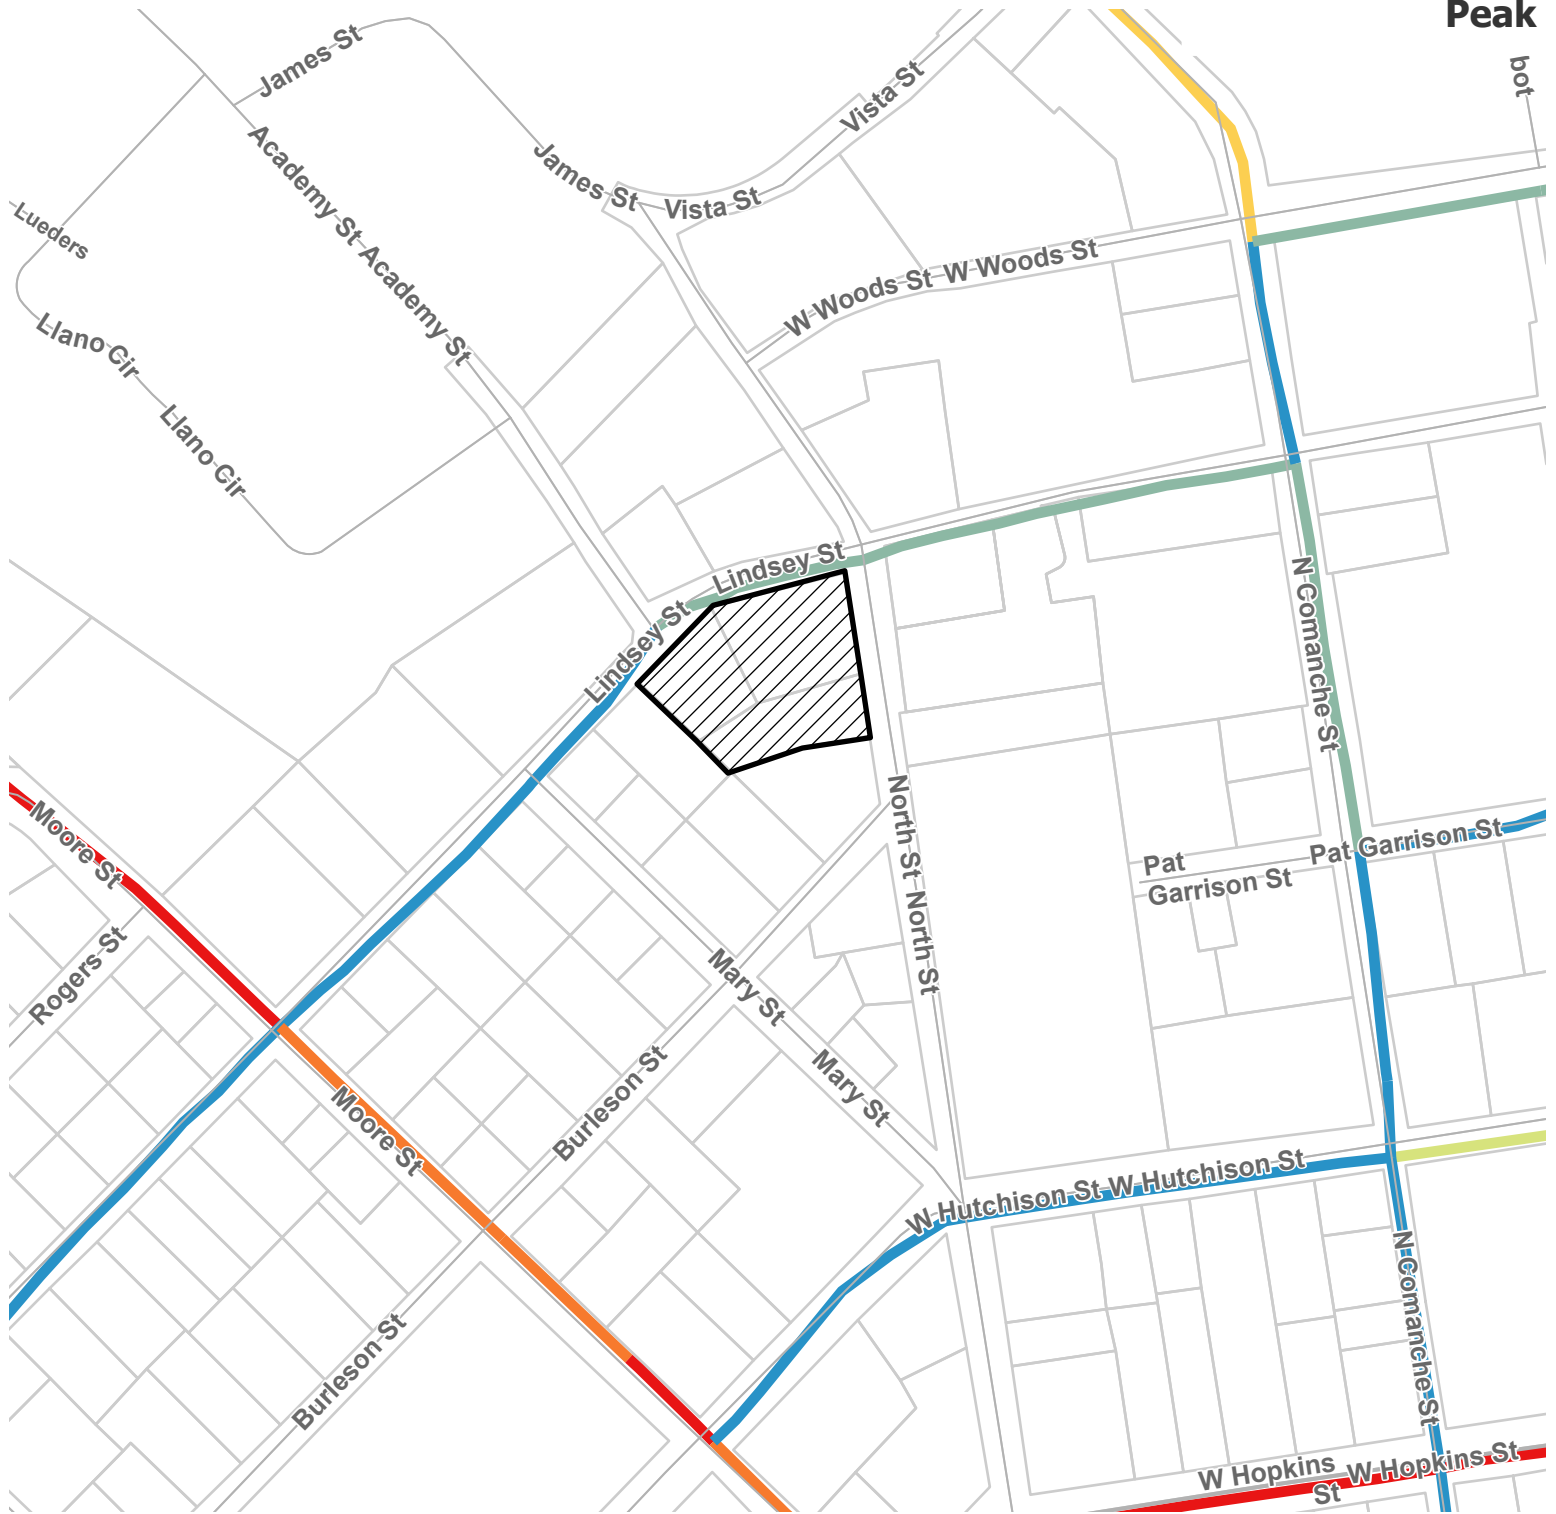 Peak
James St
bot
Vista St
Academy St
James St
Vista St
Lueders
Academy St
W Woods St
W Woods St
Llano Cir
Llano Cir
Lindsey St
Lindsey St
N Comanche St
Moore St
North St
Pat Garrison St
Pat
Garrison St
Rogers St
North St
Mary St
Mary St
Burleson St
Moore St
W Hutchison St
W Hutchison St
N Comanche St
Burleson St
W Hopkins
St
W Hopkins St